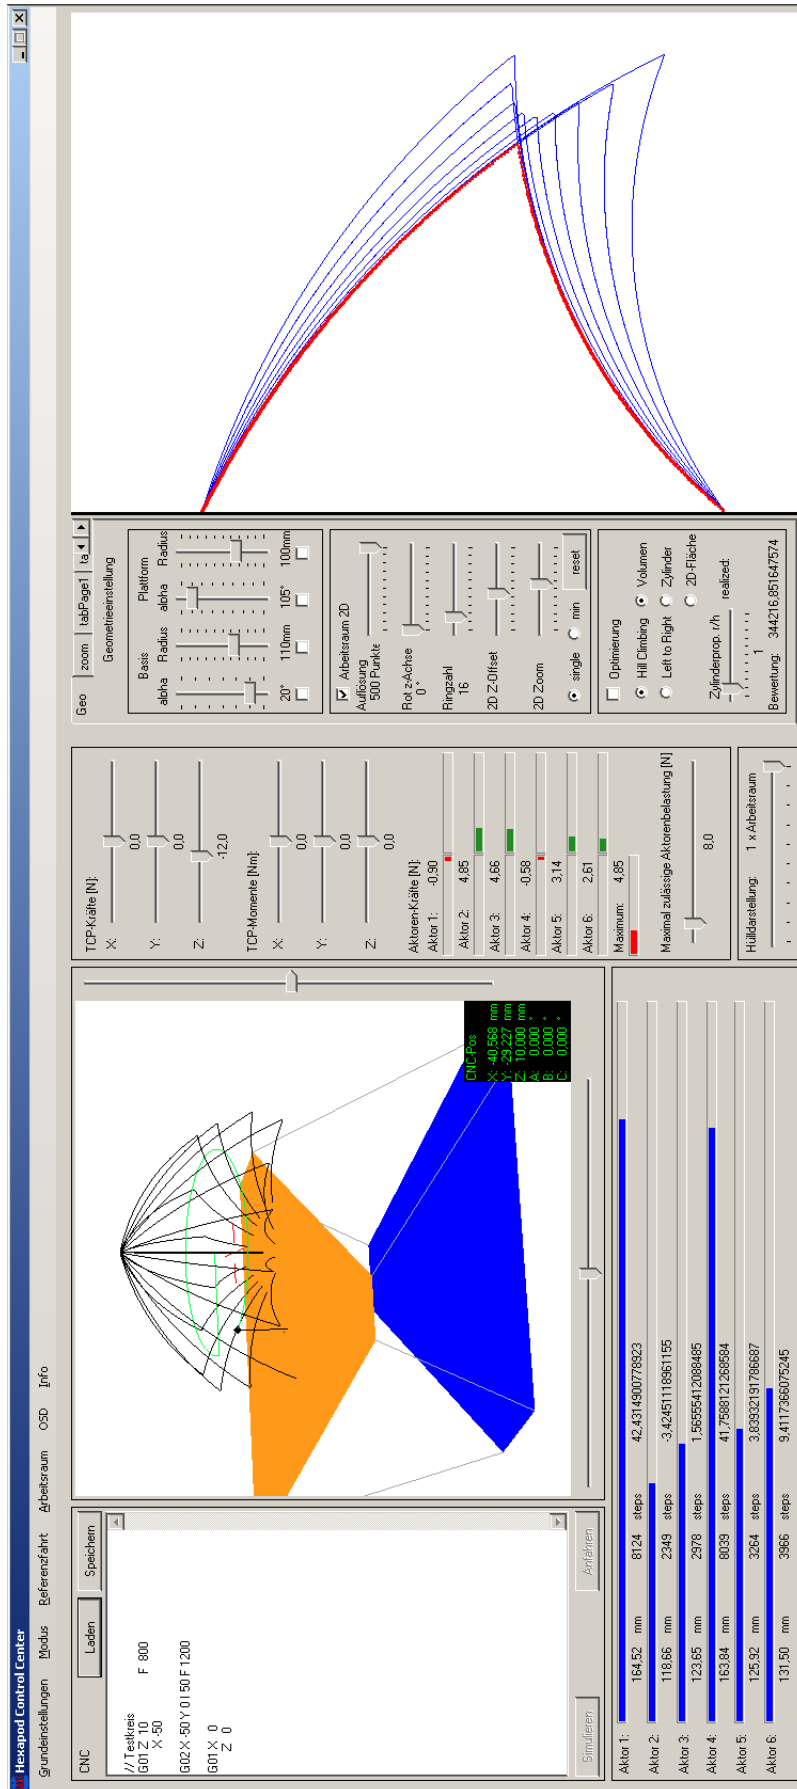 Hexapod Control Center
Grundeinstellungen Modus Referenzfahrt Arbeitsraum OSD Info
CNC
Laden
Speichern
// Testkreis
G01 Z 10 F 800
X -50
G02 X -50 Y 0 I 50 F 1200
G01 X 0
Z 0
Simulieren
Anfahren
CNC-Pos
X: -40,568 mm
Y: -29,227 mm
Z: 10,000 mm
A: 0,000 °
B: 0,000 °
C: 0,000 °
Aktor 1:
164,52 mm 8124 steps 42,4314900778923
Aktor 2:
118,66 mm 2349 steps -3,42451118961155
Aktor 3:
123,65 mm 2978 steps 1,56555412088485
Aktor 4:
163,84 mm 8039 steps 41,7588121268584
Aktor 5:
125,92 mm 3264 steps 3,83932191786687
Aktor 6:
131,50 mm 3966 steps 9,4117366075245
TCP-Kräfte [N]:
X:
0,0
Y:
0,0
Z:
-12,0
TCP-Momente [Nm]:
X:
0,0
Y:
0,0
Z:
0,0
Aktoren-Kräfte [N]:
Aktor 1: -0,90
Aktor 2: 4,85
Aktor 3: 4,66
Aktor 4: -0,58
Aktor 5: 3,14
Aktor 6: 2,61
Maximum: 4,85
Maximal zulässige Aktorenbelastung [N]
8,0
Hülldarstellung: 1 x Arbeitsraum
Geo zoom tabPage1 ta
Geometrieeinstellung
Basis Plattform
alpha Radius alpha Radius
20° 110mm 105° 100mm
Arbeitsraum 2D
Auflösung
500 Punkte
Rot z-Achse
0 °
Ringzahl
16
2D Z-Offset
2D Zoom
single min reset
Optimierung
Hill Climbing Volumen
Left to Right Zylinder
2D-Fläche
Zylinderprop. r/h realized:
1
Bewertung: 344216,851647574